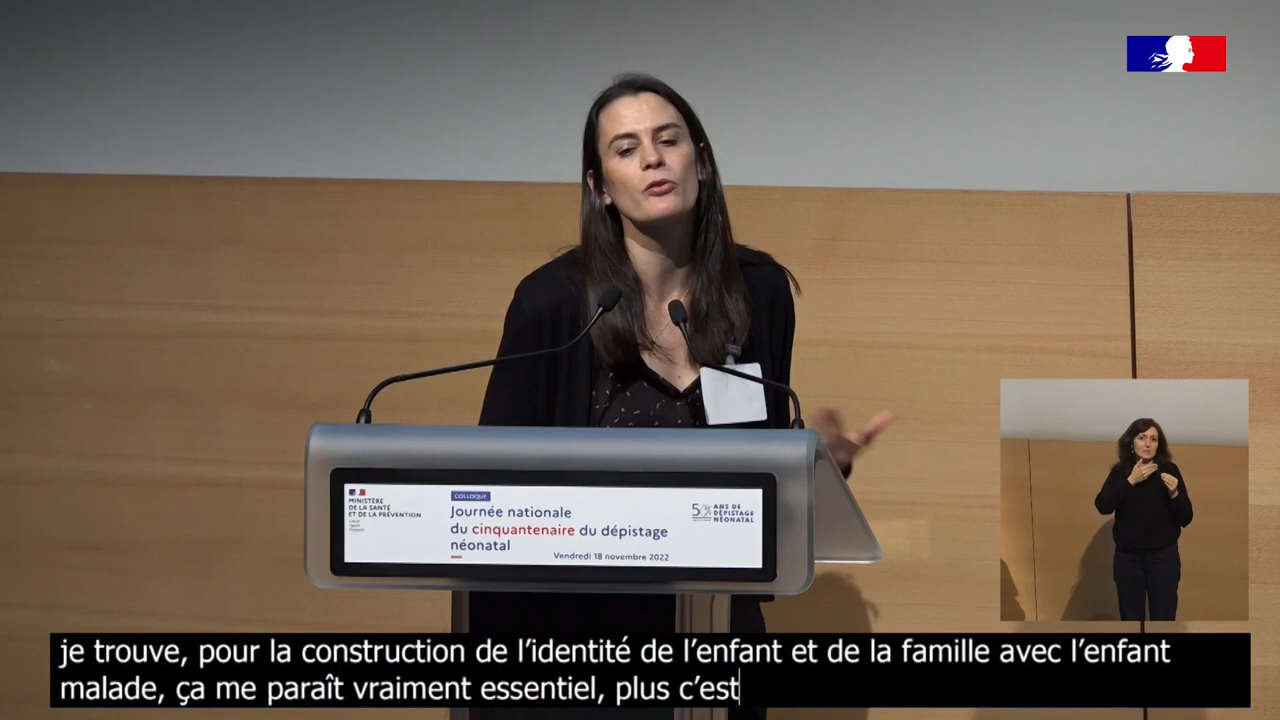 MINISTÈRE
DE LA SANTÉ
ET DE LA PRÉVENTION
COLLOQUE
Journée nationale
du cinquantenaire du dépistage
néonatal
Vendredi 18 novembre 2022
50 ANS DE
DÉPISTAGE
NÉONATAL
je trouve, pour la construction de l’identité de l’enfant et de la famille avec l’enfant
malade, ça me paraît vraiment essentiel, plus c’est